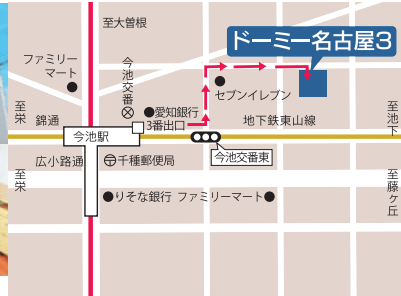 至大曽根
ドーミー名古屋3
ファミリー
マート
今池交番
セブンイレブン
至栄
錦通
愛知銀行
3番出口
地下鉄東山線
至池下
今池駅
広小路通
千種郵便局
今池交番東
至栄
りそな銀行
ファミリーマート
至藤ヶ丘